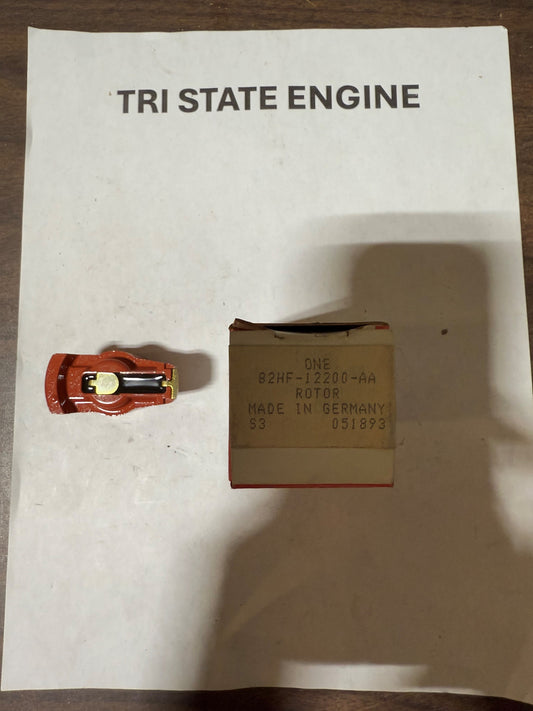 TRI STATE ENGINE
ONE
82HF-12200-AA
ROTOR
MADE IN GERMANY
S3 051893